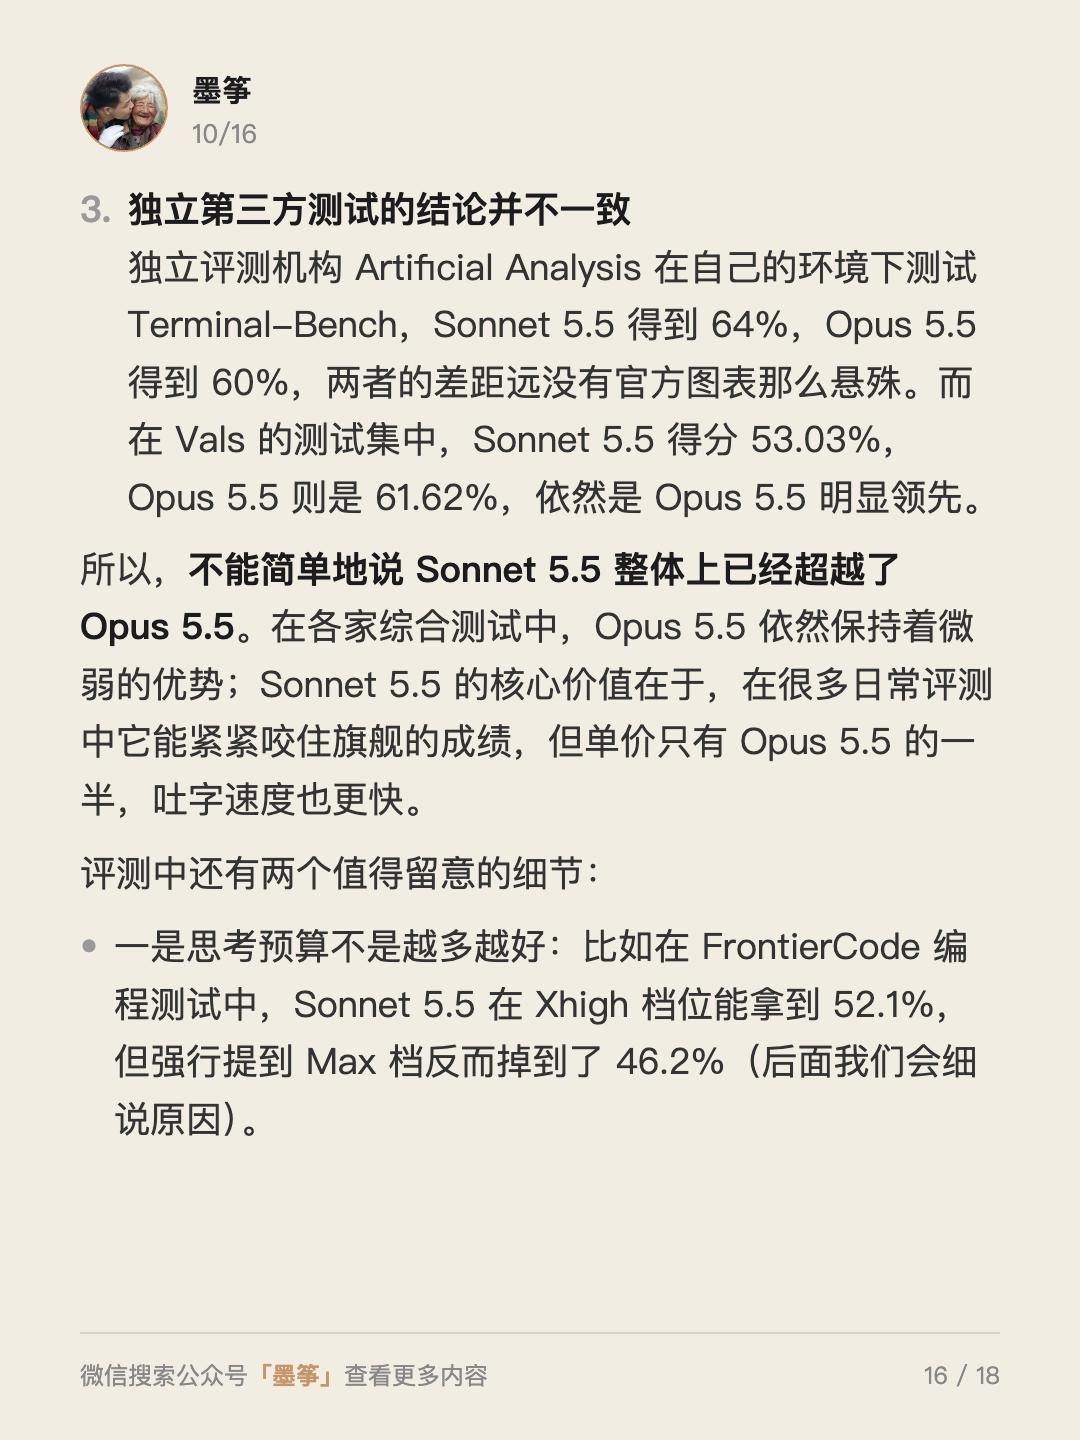 墨筝
10/16
3. 独立第三方测试的结论并不一致
独立评测机构 Artificial Analysis 在自己的环境下测试
Terminal-Bench，Sonnet 5.5 得到 64%，Opus 5.5
得到 60%，两者的差距远没有官方图表那么悬殊。而
在 Vals 的测试集中，Sonnet 5.5 得分 53.03%，
Opus 5.5 则是 61.62%，依然是 Opus 5.5 明显领先。
所以，不能简单地说 Sonnet 5.5 整体上已经超越了
Opus 5.5。在各家综合测试中，Opus 5.5 依然保持着微
弱的优势；Sonnet 5.5 的核心价值在于，在很多日常评测
中它能紧紧咬住旗舰的成绩，但单价只有 Opus 5.5 的一
半，吐字速度也更快。
评测中还有两个值得留意的细节：
• 一是思考预算不是越多越好：比如在 FrontierCode 编
程测试中，Sonnet 5.5 在 Xhigh 档位能拿到 52.1%，
但强行提到 Max 档反而掉到了 46.2%（后面我们会细
说原因）。
微信搜索公众号「墨筝」查看更多内容
16 / 18